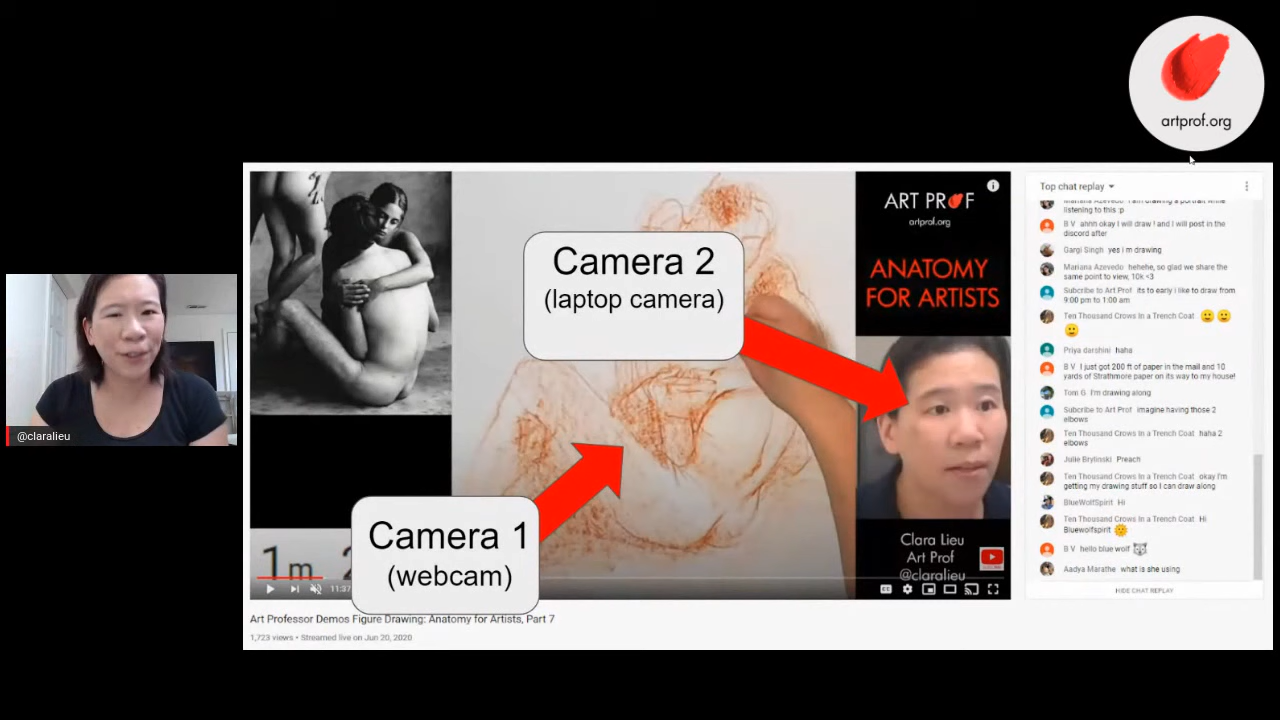 artprof.org
@claralieu
ART PROF
artprof.org
ANATOMY
FOR ARTISTS
Camera 2
(laptop camera)
Camera 1
(webcam)
1m 2
11:37
Clara Lieu
Art Prof
@claralieu
Art Professor Demos Figure Drawing: Anatomy for Artists, Part 7
1,723 views • Streamed live on Jun 20, 2020
Top chat replay
listening to this :p
B V ahhh okay I will draw ! and I will post in the
discord after
Gargi Singh yes i m drawing
Mariana Azevedo hehehe, so glad we share the
same point to view, 10k <3
Subcribe to Art Prof its to early i like to draw from
9:00 pm to 1:00 am
Ten Thousand Crows In a Trench Coat
Priya darshini haha
B V I just got 200 ft of paper in the mail and 10
yards of Strathmore paper on its way to my house!
Tom G I'm drawing along
Subcribe to Art Prof imagine having those 2
elbows
Ten Thousand Crows In a Trench Coat haha 2
elbows
Julie Brylinski Preach
Ten Thousand Crows In a Trench Coat okay I'm
getting my drawing stuff so I can draw along
BlueWolfSpirit Hi
Ten Thousand Crows In a Trench Coat Hi
Bluewolfspirit
B V hello blue wolf
Aadya Marathe what is she using
HIDE CHAT REPLAY